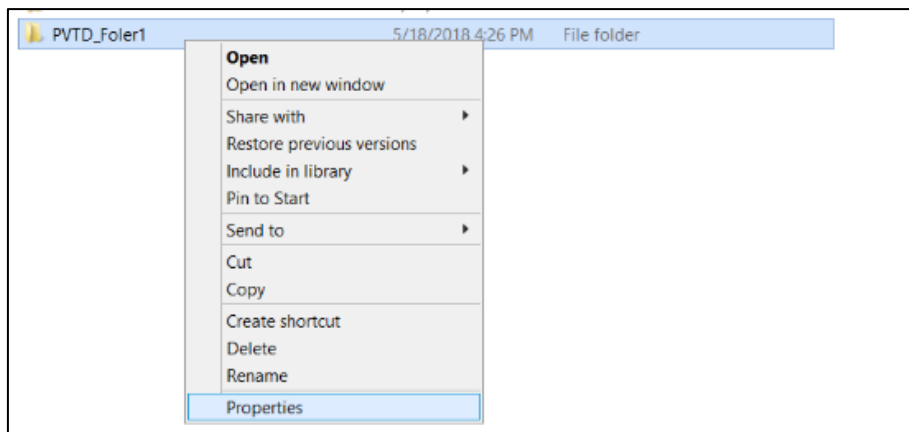 PVTD_Foler1 5/18/2018 4:26 PM File folder
Open
Open in new window
Share with
Restore previous versions
Include in library
Pin to Start
Send to
Cut
Copy
Create shortcut
Delete
Rename
Properties